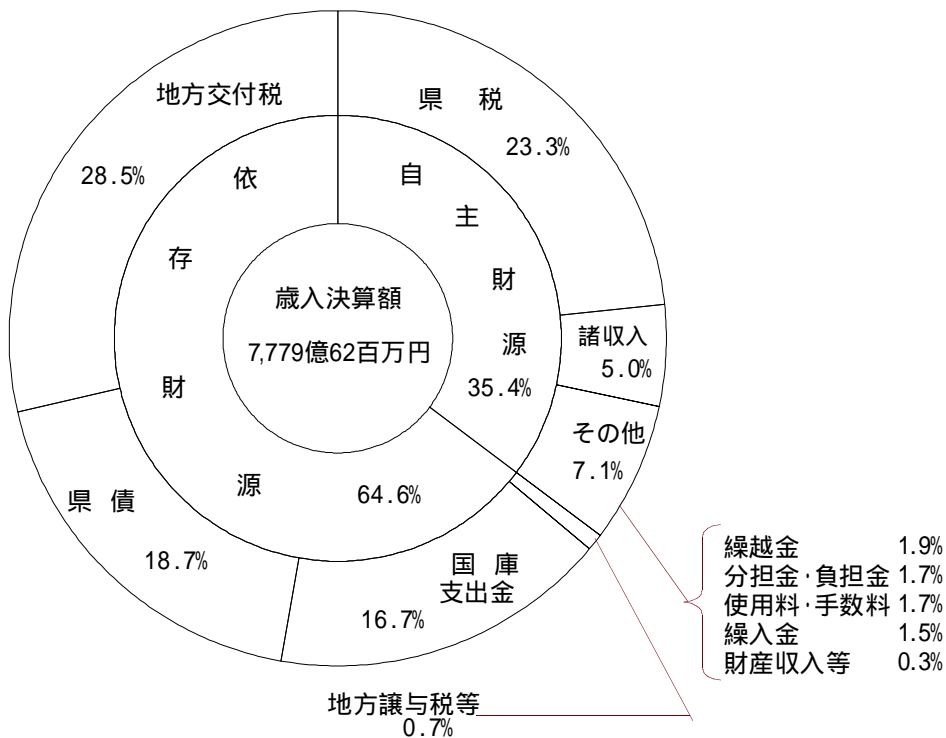 地方交付税
28.5%
県 税
23.3%
依存財源
64.6%
自主財源
35.4%
歳入決算額
7,779億62百万円
諸収入
5.0%
その他
7.1%
県 債
18.7%
国 庫
支出金
16.7%
繰越金 1.9%
分担金・負担金 1.7%
使用料・手数料 1.7%
繰入金 1.5%
財産収入等 0.3%
地方譲与税等
0.7%